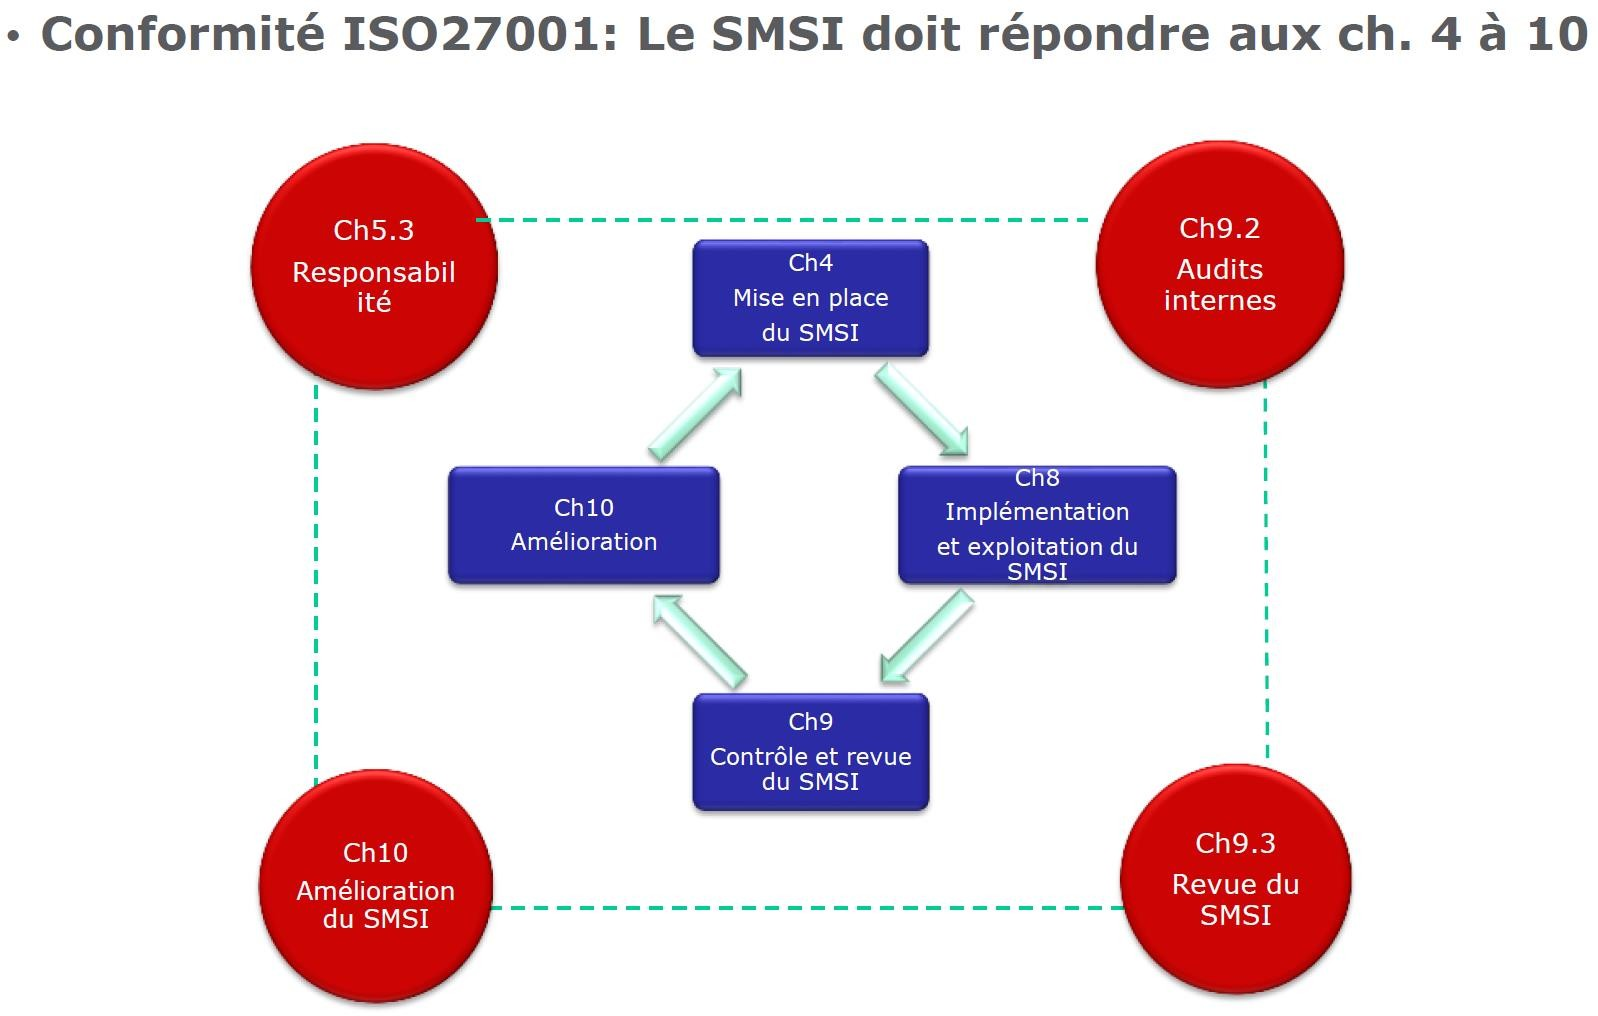 • Conformité ISO27001: Le SMSI doit répondre aux ch. 4 à 10
Ch5.3
Responsabil
ité
Ch9.2
Audits
internes
Ch4
Mise en place
du SMSI
Ch10
Amélioration
Ch8
Implémentation
et exploitation du
SMSI
Ch9
Contrôle et revue
du SMSI
Ch10
Amélioration
du SMSI
Ch9.3
Revue du
SMSI